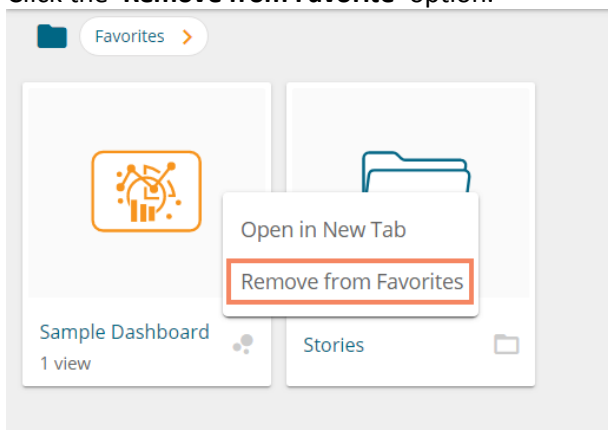 Click the 'Remove from Favorite' option.
Favorites
Open in New Tab
Remove from Favorites
Sample Dashboard
1 view
Stories